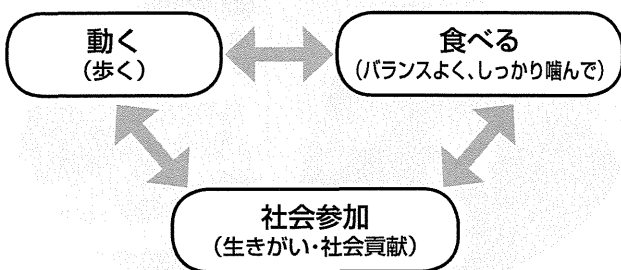 動く
(歩く)
食べる
(バランスよく、しっかり噛んで)
社会参加
(生きがい・社会貢献)